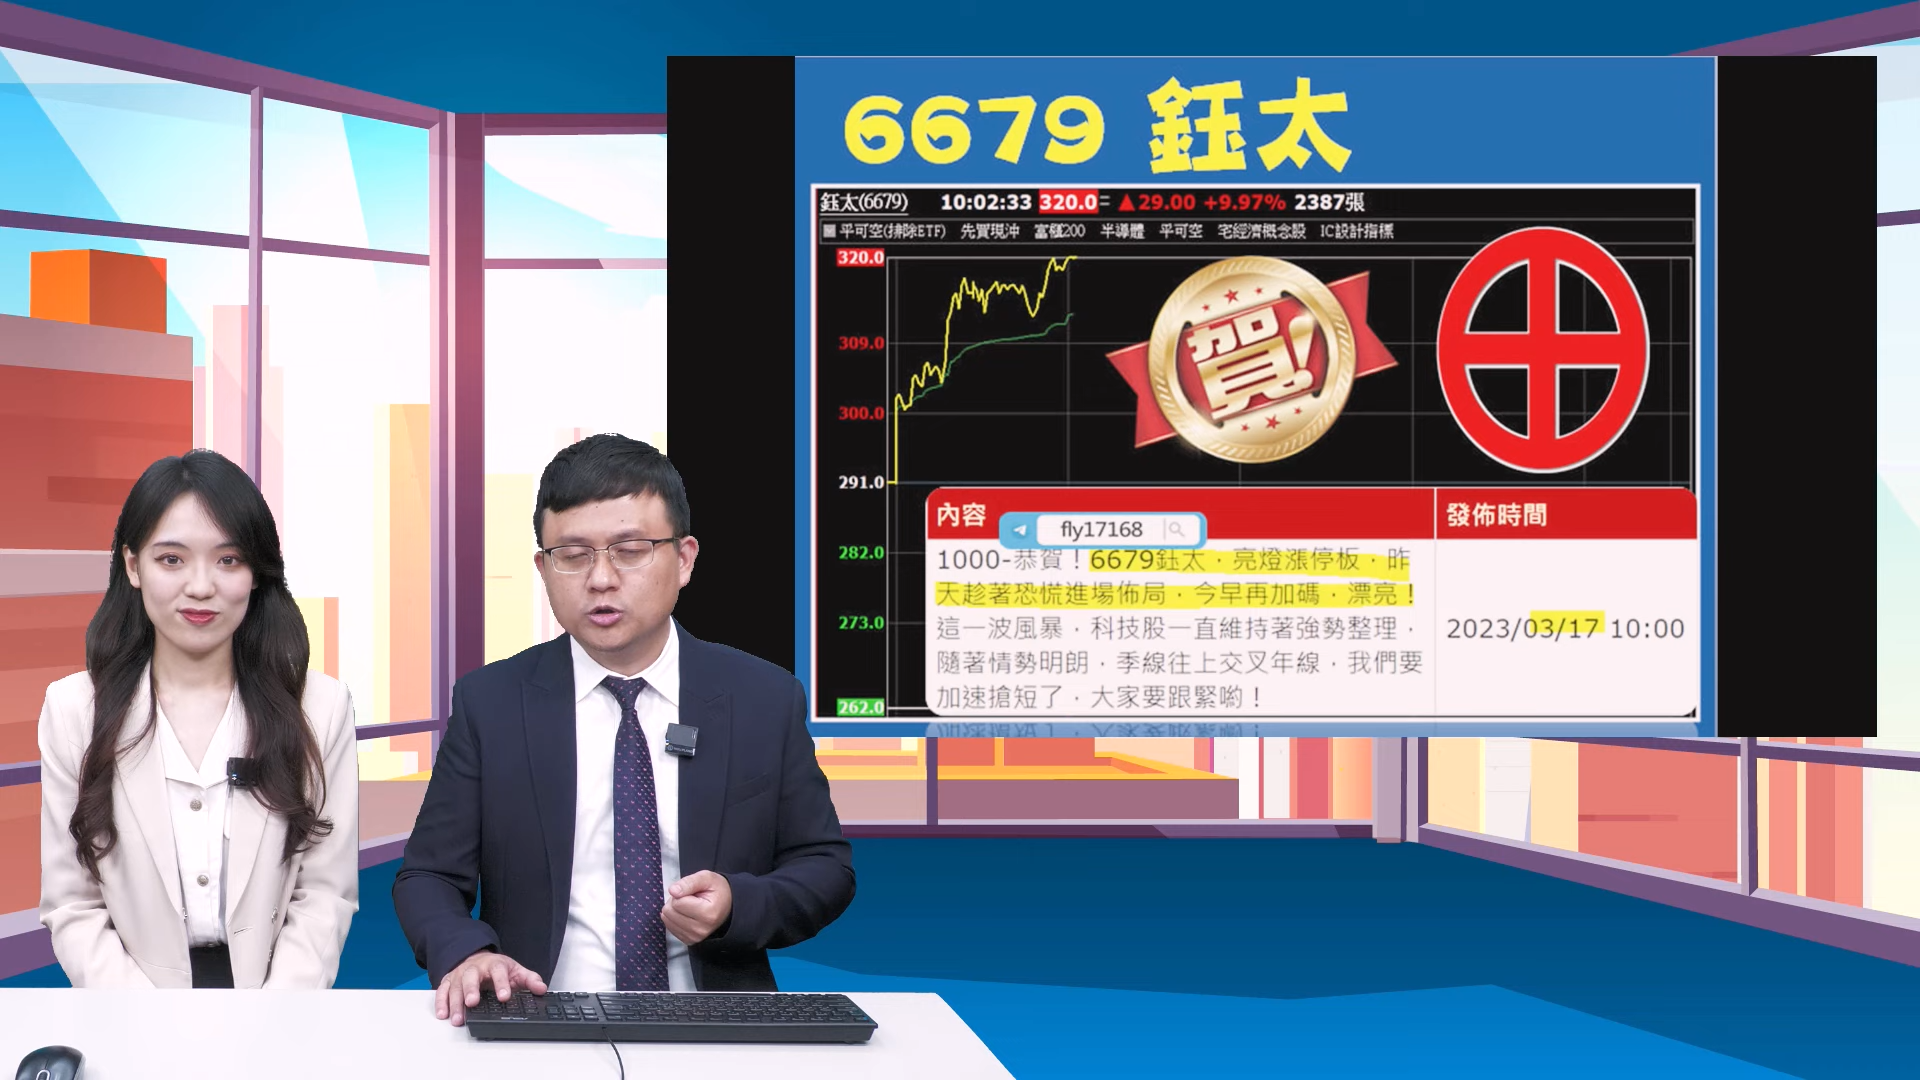 6679 鈺太
鈺太(6679) 10:02:33 320.0= ▲29.00 +9.97% 2387張
平可空(排除ETF) 先買現沖 富櫃200 半導體 平可空 宅經濟概念股 IC設計指標
320.0
309.0
300.0
291.0
282.0
273.0
262.0
賀!
內容
fly17168
發佈時間
1000-恭賀！6679鈺太，亮燈漲停板，昨
天趁著恐慌進場佈局，今早再加碼，漂亮！
這一波風暴，科技股一直維持著強勢整理，
隨著情勢明朗，季線往上交叉年線，我們要
加速搶短了，大家要跟緊喲！
2023/03/17 10:00